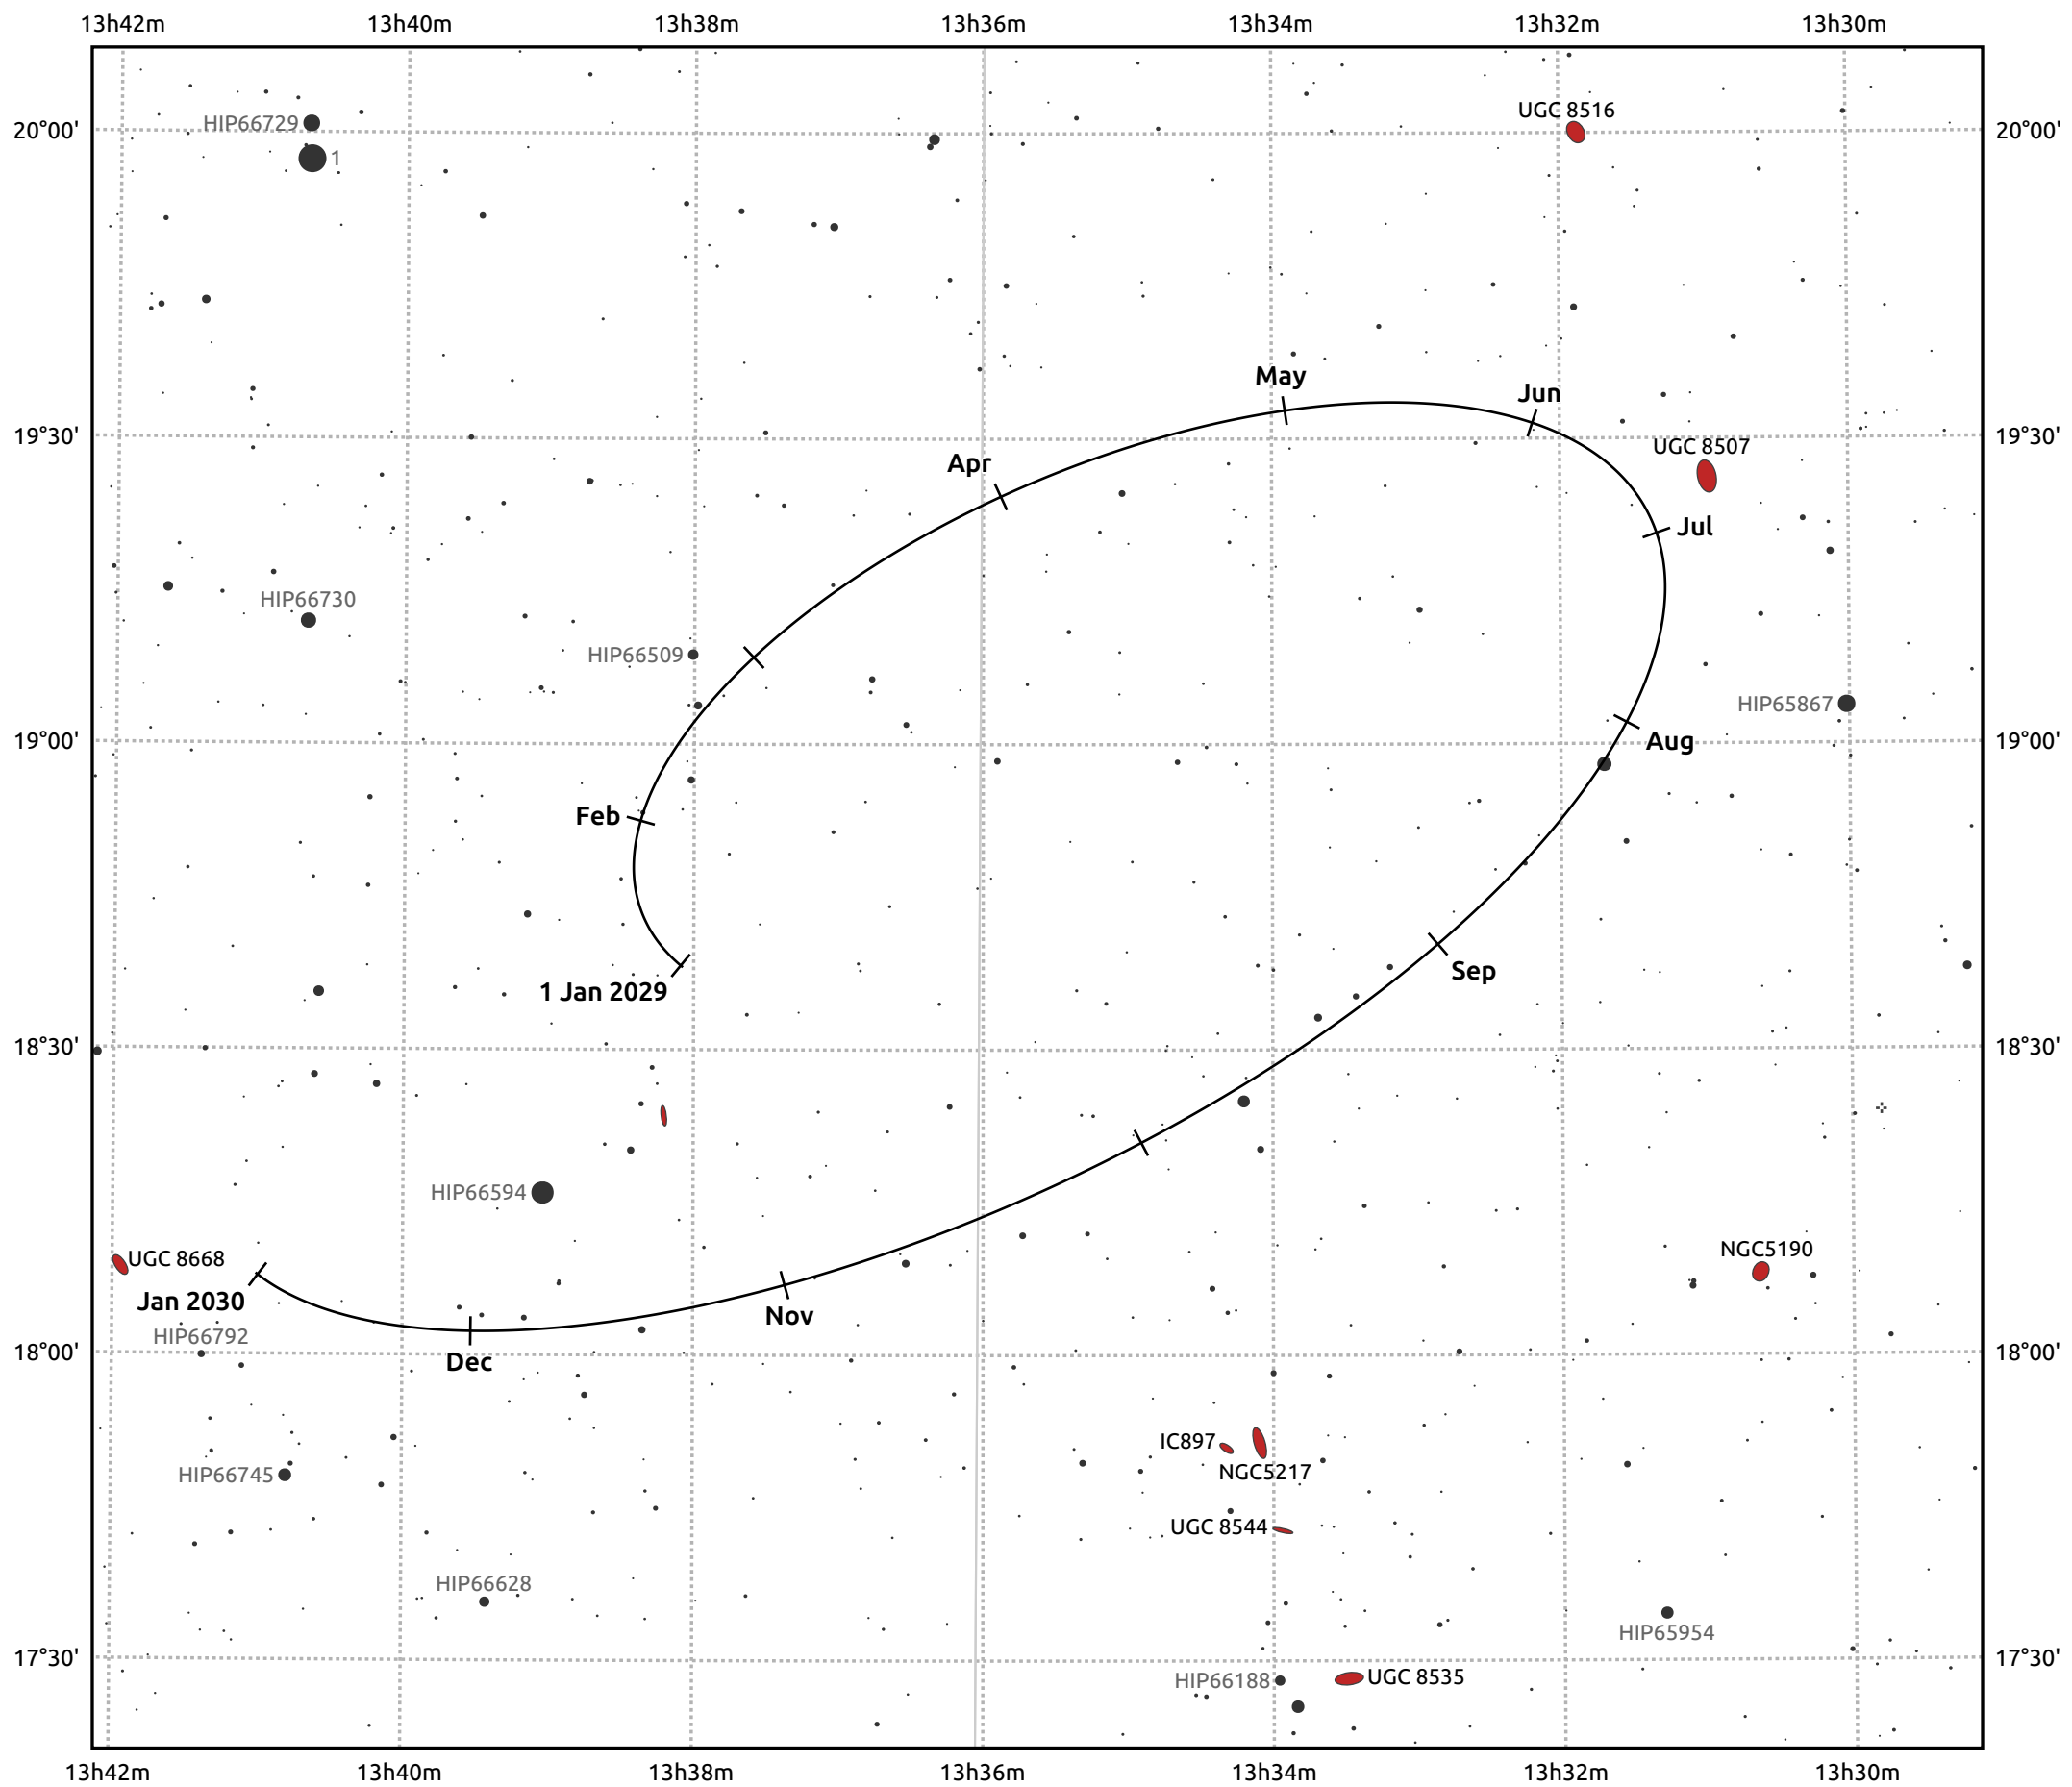 13h42m 13h40m 13h38m 13h36m 13h34m 13h32m 13h30m
UGC 8516
HIP66729
20°00' 20°00'
1
May
Jun
19°30' 19°30'
UGC 8507
Apr
Jul
HIP66730
HIP66509
HIP65867
19°00' Aug 19°00'
Feb
Sep
1 Jan 2029
18°30' 18°30'
HIP66594
NGC5190
UGC 8668
Jan 2030
Nov
HIP66792
18°00' 18°00'
Dec
IC897
NGC5217
HIP66745
UGC 8544
HIP66628
HIP65954
17°30' 17°30'
HIP66188 UGC 8535
13h42m 13h40m 13h38m 13h36m 13h34m 13h32m 13h30m